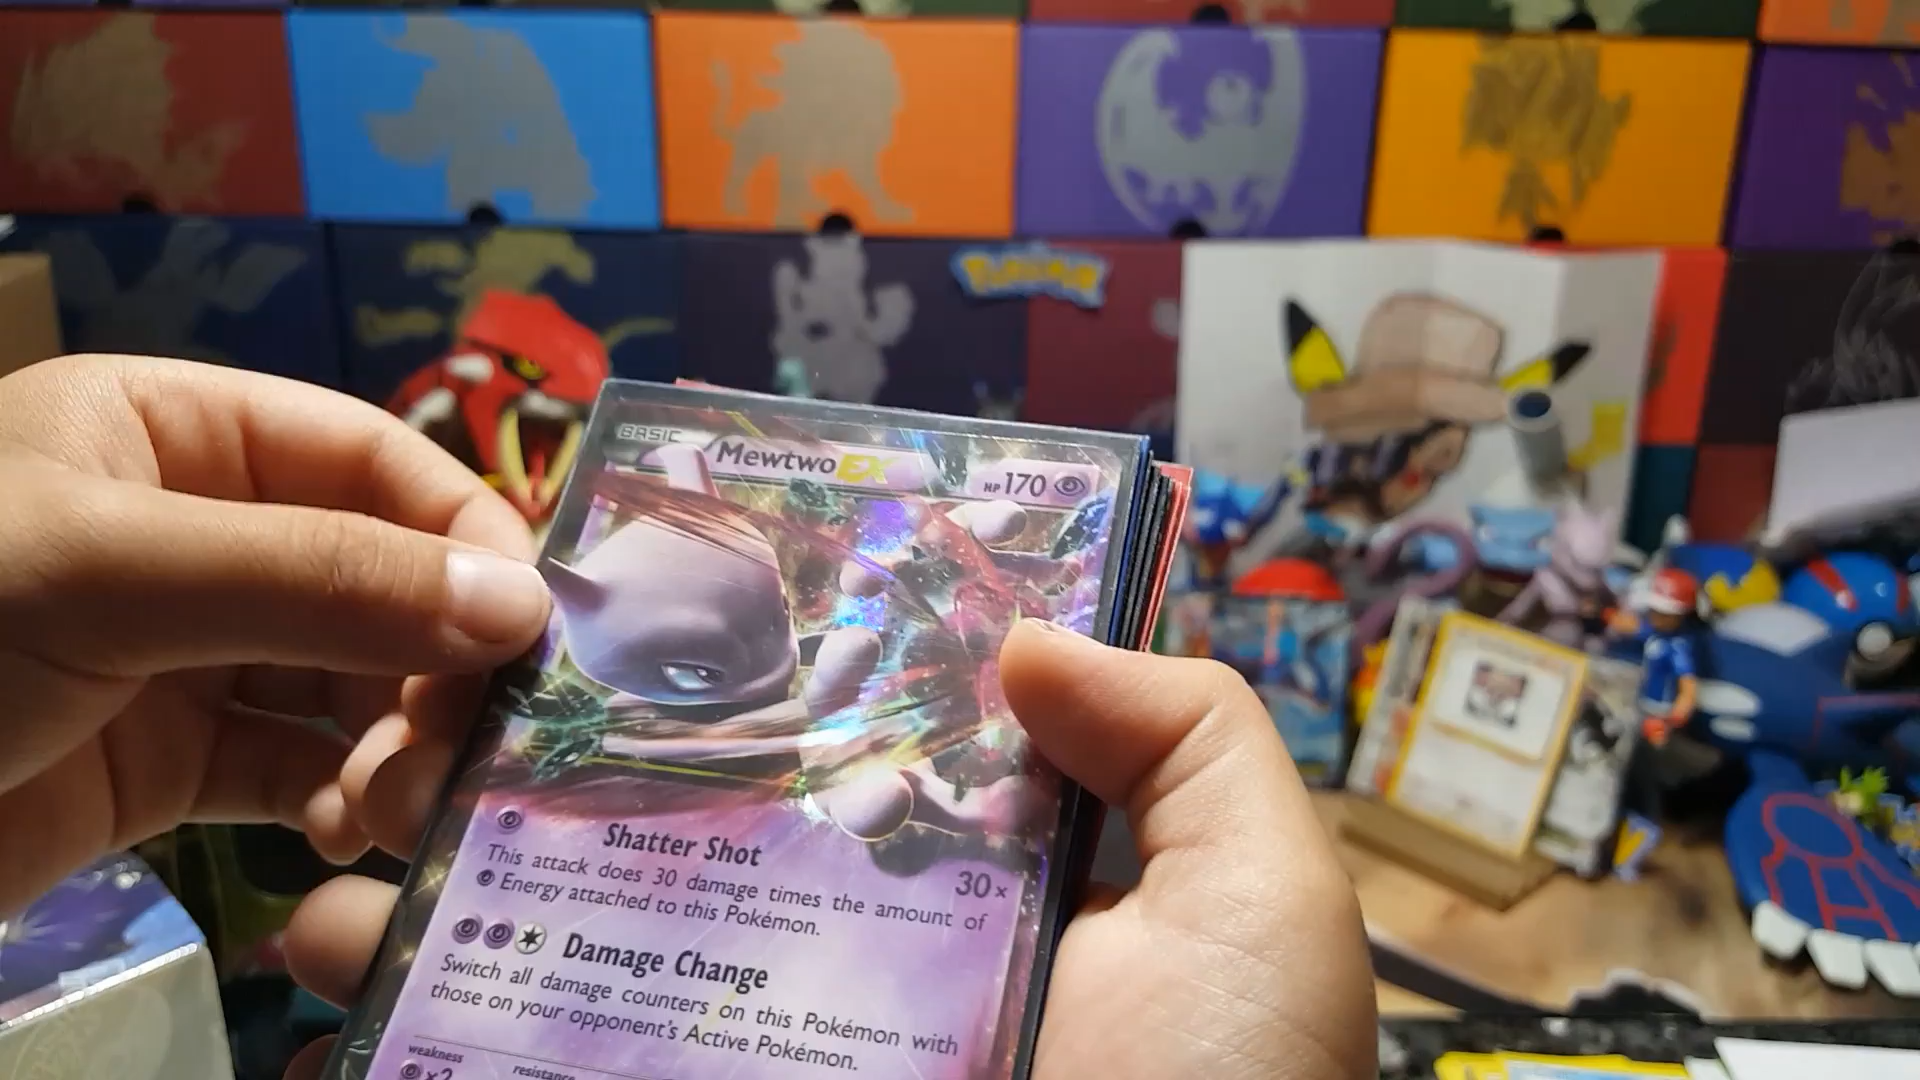 Pokémon
BASIC
Mewtwo EX
HP 170
Shatter Shot
30×
This attack does 30 damage times the amount of
Energy attached to this Pokémon.
Damage Change
Switch all damage counters on this Pokémon with
those on your opponent's Active Pokémon.
weakness
×2
resistance